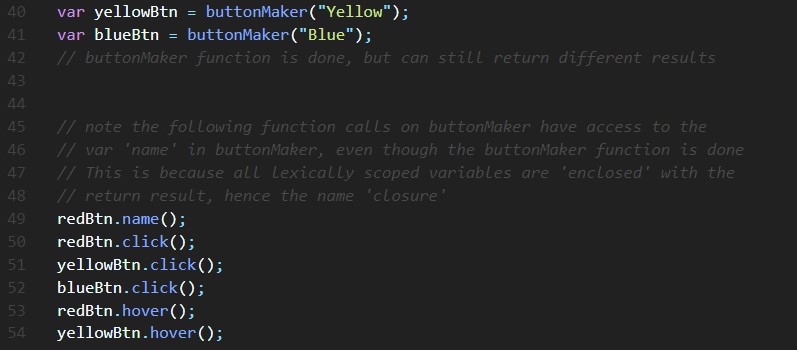 40 var yellowBtn = buttonMaker("Yellow");
41 var blueBtn = buttonMaker("Blue");
42 // buttonMaker function is done, but can still return different results
43
44
45 // note the following function calls on buttonMaker have access to the
46 // var 'name' in buttonMaker, even though the buttonMaker function is done
47 // This is because all lexically scoped variables are 'enclosed' with the
48 // return result, hence the name 'closure'
49 redBtn.name();
50 redBtn.click();
51 yellowBtn.click();
52 blueBtn.click();
53 redBtn.hover();
54 yellowBtn.hover();